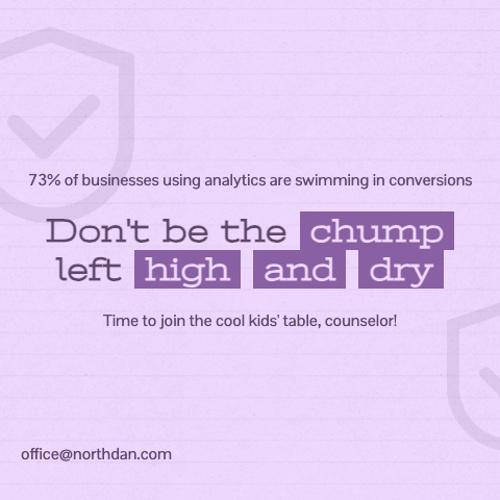 73% of businesses using analytics are swimming in conversions
Don't be the chump
left high and dry
Time to join the cool kids' table, counselor!
office@northdan.com